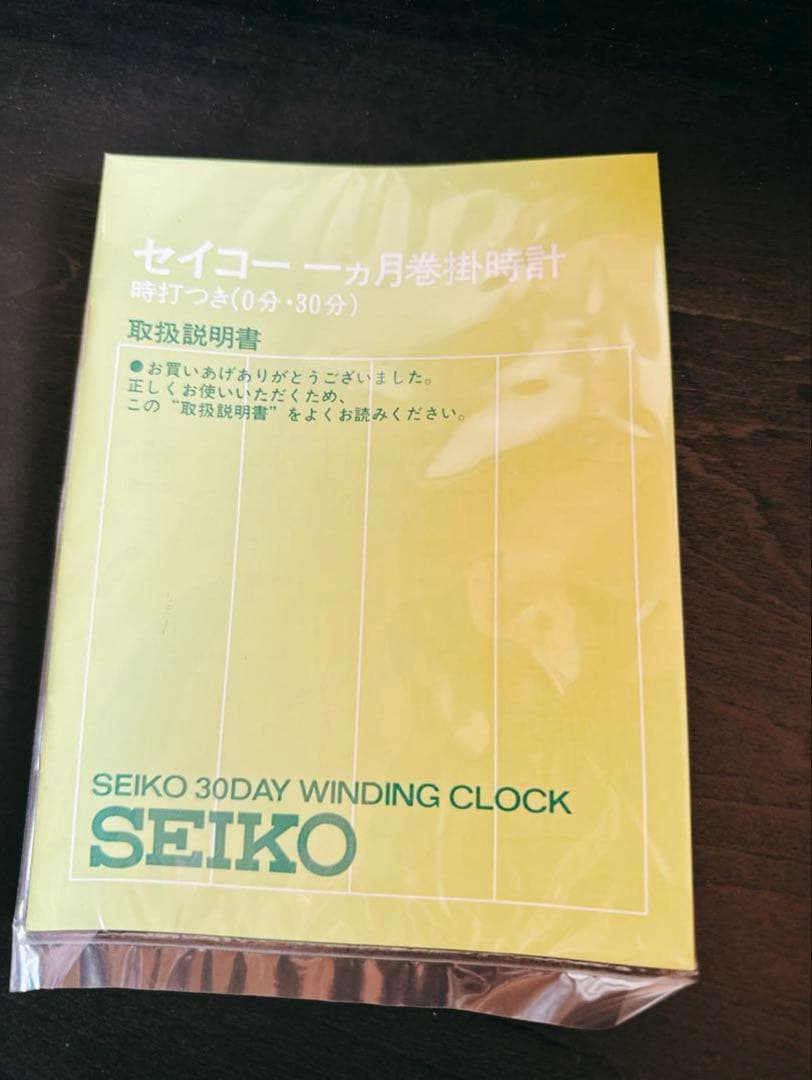 セイコー 一ヵ月巻掛時計
時打つき(0分・30分)
取扱説明書
●お買いあげありがとうございました。
正しくお使いいただくため、
この“取扱説明書”をよくお読みください。
SEIKO 30DAY WINDING CLOCK
SEIKO